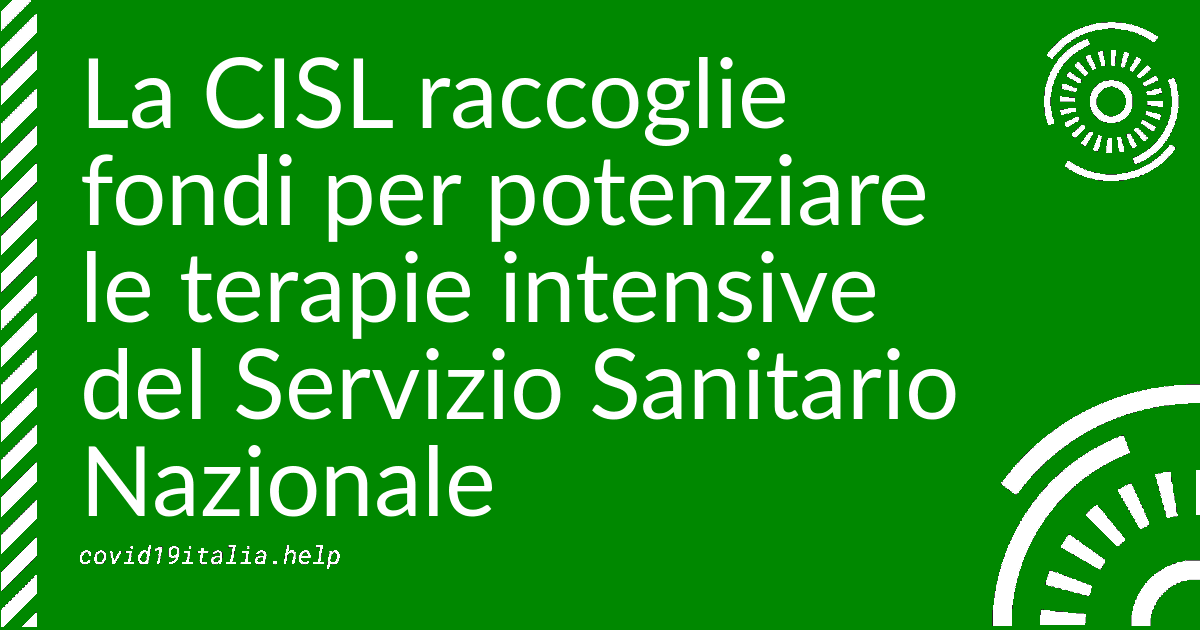 La CISL raccoglie
fondi per potenziare
le terapie intensive
del Servizio Sanitario
Nazionale
covid19italia.help